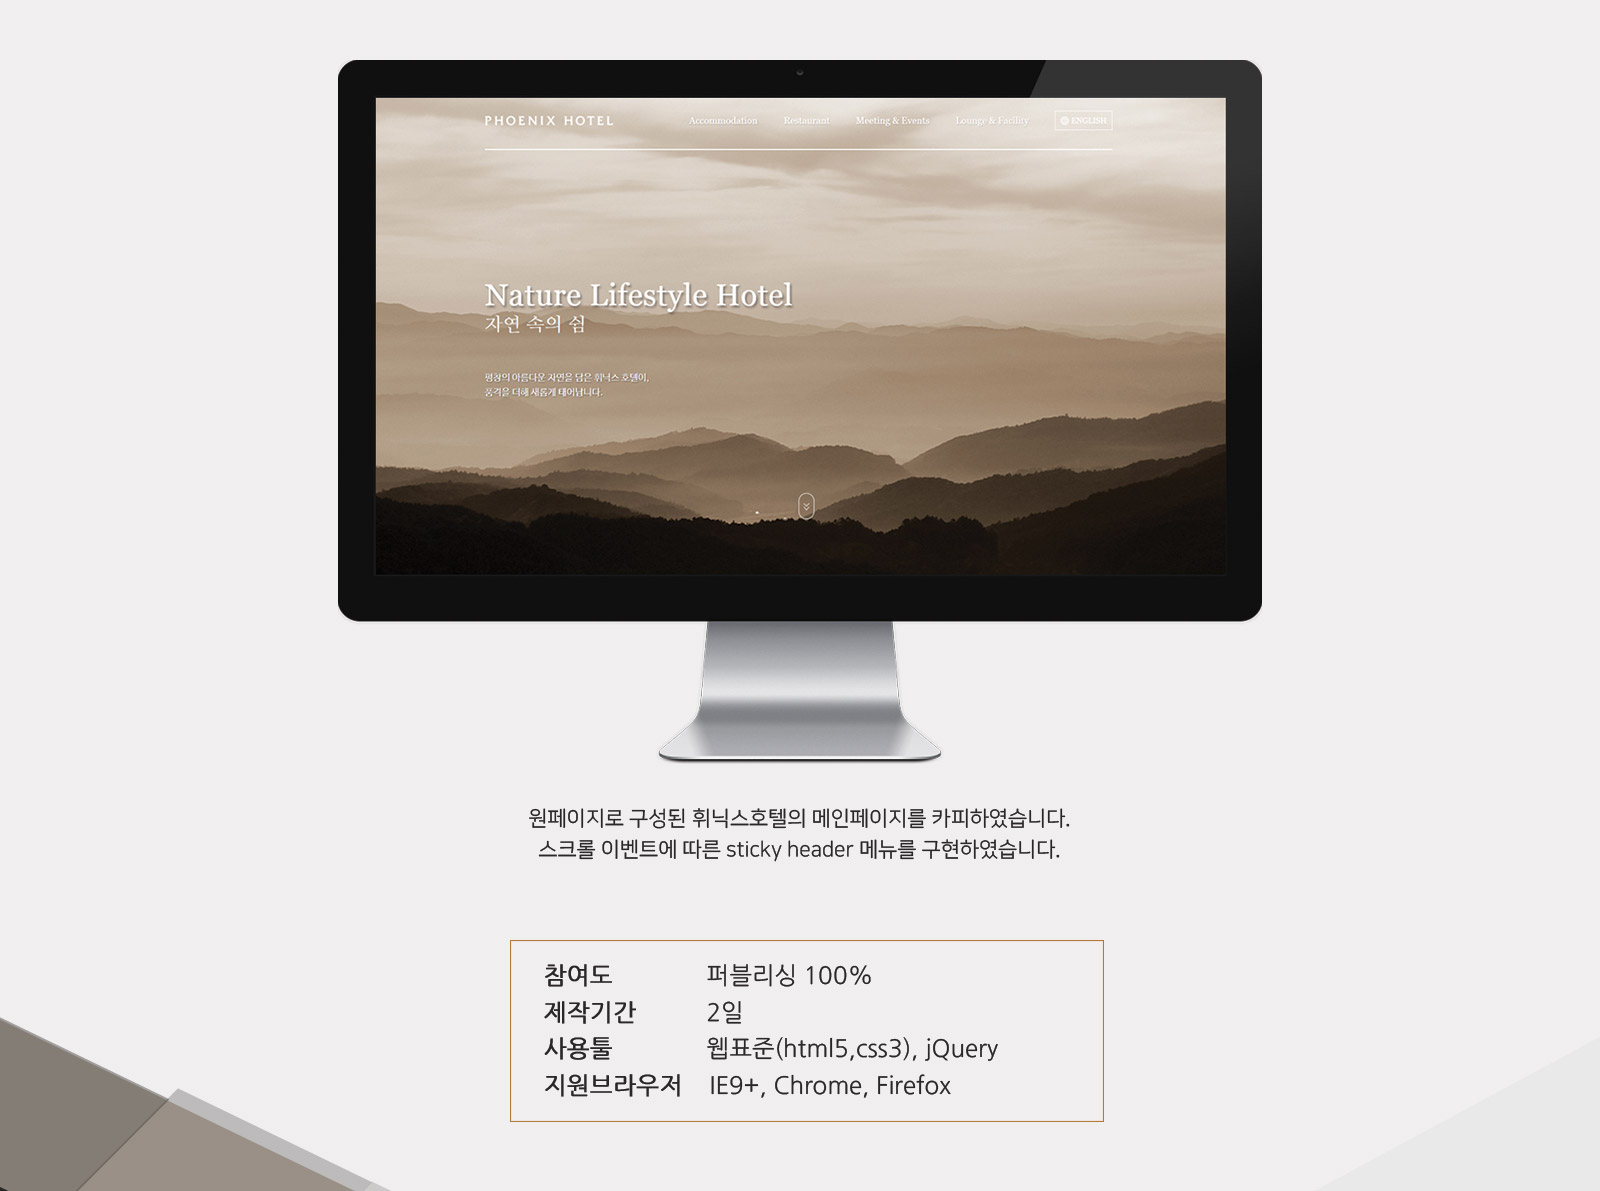 PHOENIX HOTEL
Accommodation Restaurant Meeting & Events Lounge & Facility ENGLISH
Nature Lifestyle Hotel
자연 속의 쉼
평창의 아름다운 자연을 담은 휘닉스 호텔이,
품격을 더해 새롭게 태어납니다.
원페이지로 구성된 휘닉스호텔의 메인페이지를 카피하였습니다.
스크롤 이벤트에 따른 sticky header 메뉴를 구현하였습니다.
참여도 퍼블리싱 100%
제작기간 2일
사용툴 웹표준(html5,css3), jQuery
지원브라우저 IE9+, Chrome, Firefox